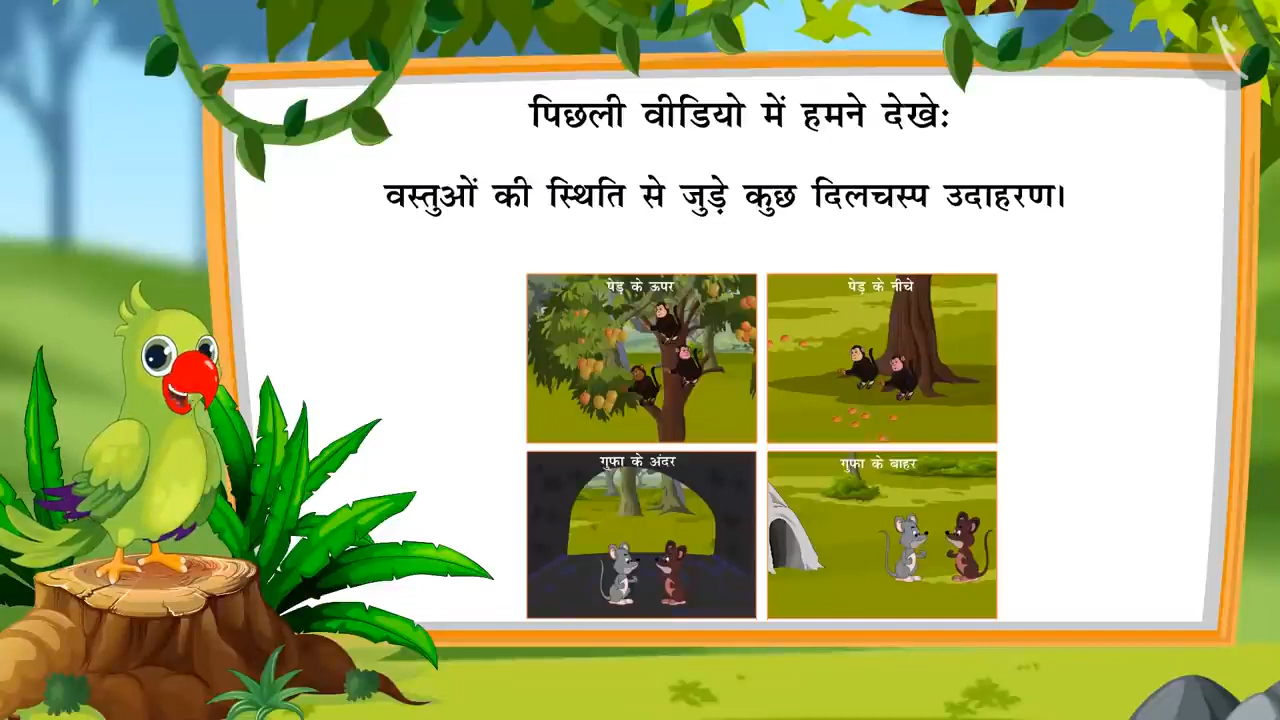 पिछली वीडियो में हमने देखेः
वस्तुओं की स्थिति से जुड़े कुछ दिलचस्प उदाहरण।
पेड़ के ऊपर
पेड़ के नीचे
गुफा के अंदर
गुफा के बाहर